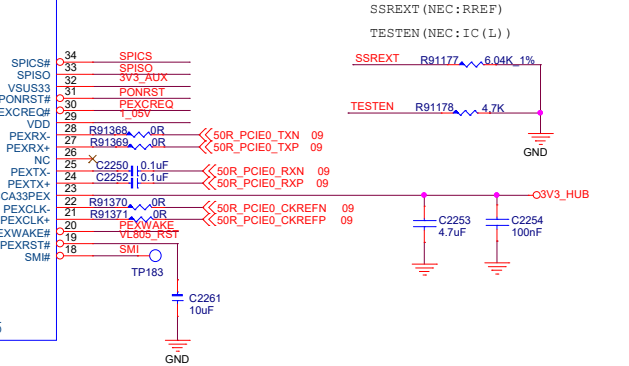 SSREXT(NEC:RREF)
TESTEN(NEC:IC(L))
SSREXT R91177 6.04K_1%
TESTEN R91178 4.7K
GND
SPICS# 34 SPICS
SPISO 33 SPISO
VSUS33 32 3V3_AUX
PONRST# 31 PONRST
EXCREQ# 30 PEXCREQ
VDD 29 1_05V
PEXRX- 28 R91368 0R 50R_PCIE0_TXN 09
PEXRX+ 27 R91369 0R 50R_PCIE0_TXP 09
NC 26
PEXTX- 25 C2250 0.1uF 50R_PCIE0_RXN 09
PEXTX+ 24 C2252 0.1uF 50R_PCIE0_RXP 09
CA33PEX 23 3V3_HUB
PEXCLK- 22 R91370 0R 50R_PCIE0_CKREFN 09
PEXCLK+ 21 R91371 0R 50R_PCIE0_CKREFP 09
EXWAKE# 20 PEXWAKE
PEXRST# 19 VL805_RST
SMI# 18 SMI
TP183
C2253
4.7uF
C2254
100nF
C2261
10uF
GND